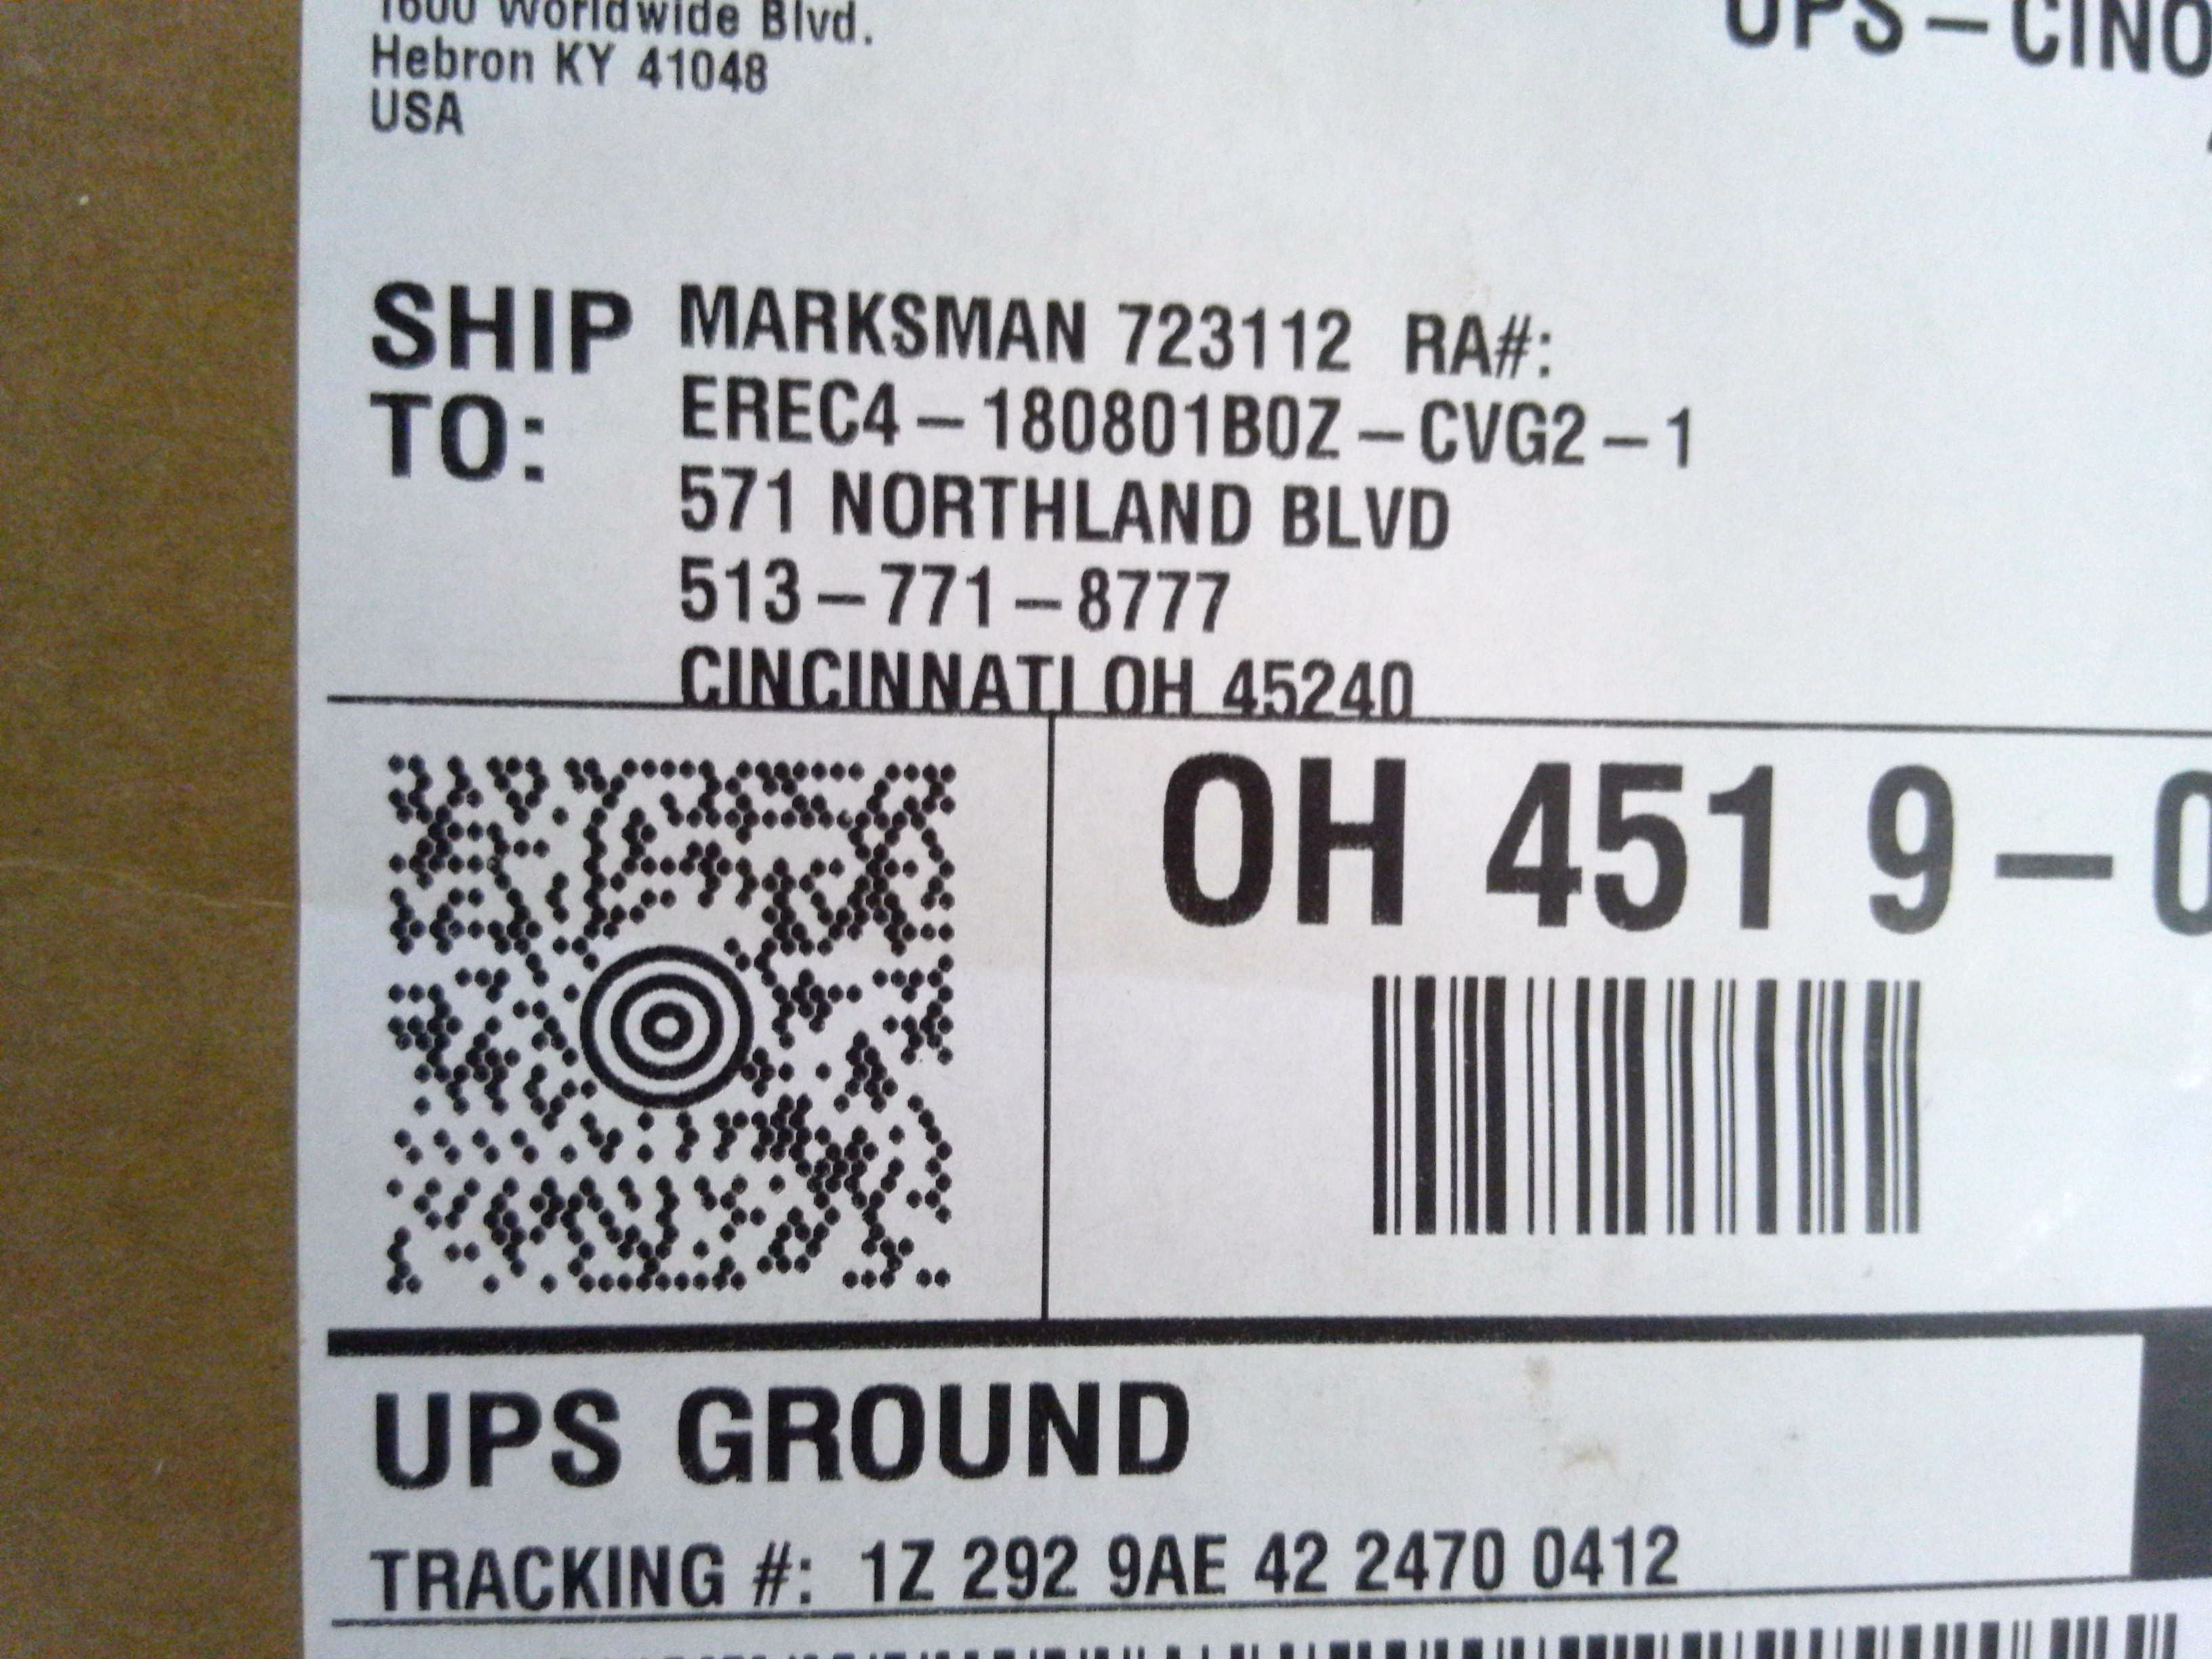 1600 Worldwide Blvd.
Hebron KY 41048
USA
UPS-CINC
SHIP TO:
MARKSMAN 723112 RA#:
EREC4-180801B0Z-CVG2-1
571 NORTHLAND BLVD
513-771-8777
CINCINNATI OH 45240
OH 451 9-0
UPS GROUND
TRACKING #: 1Z 292 9AE 42 2470 0412